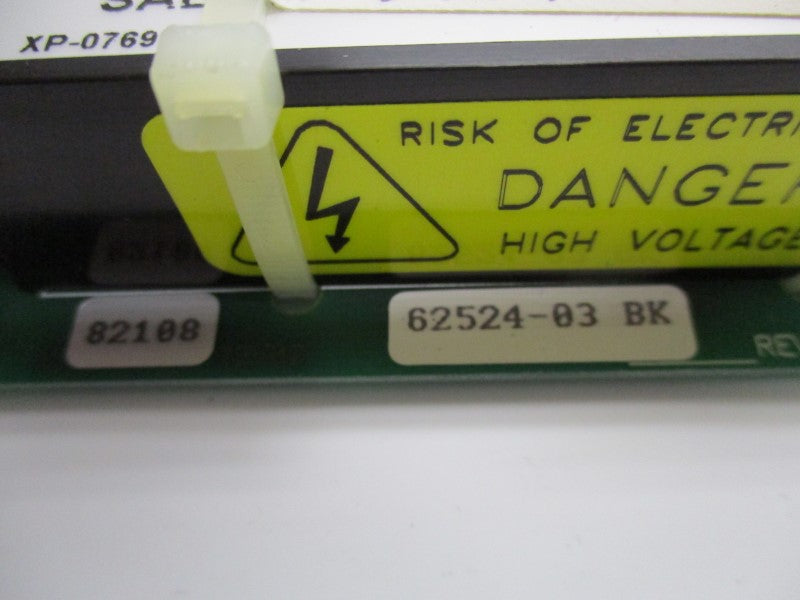 XP-0769
RISK OF ELECTRI
DANGER
HIGH VOLTAGE
82108
62524-03 BK
REV